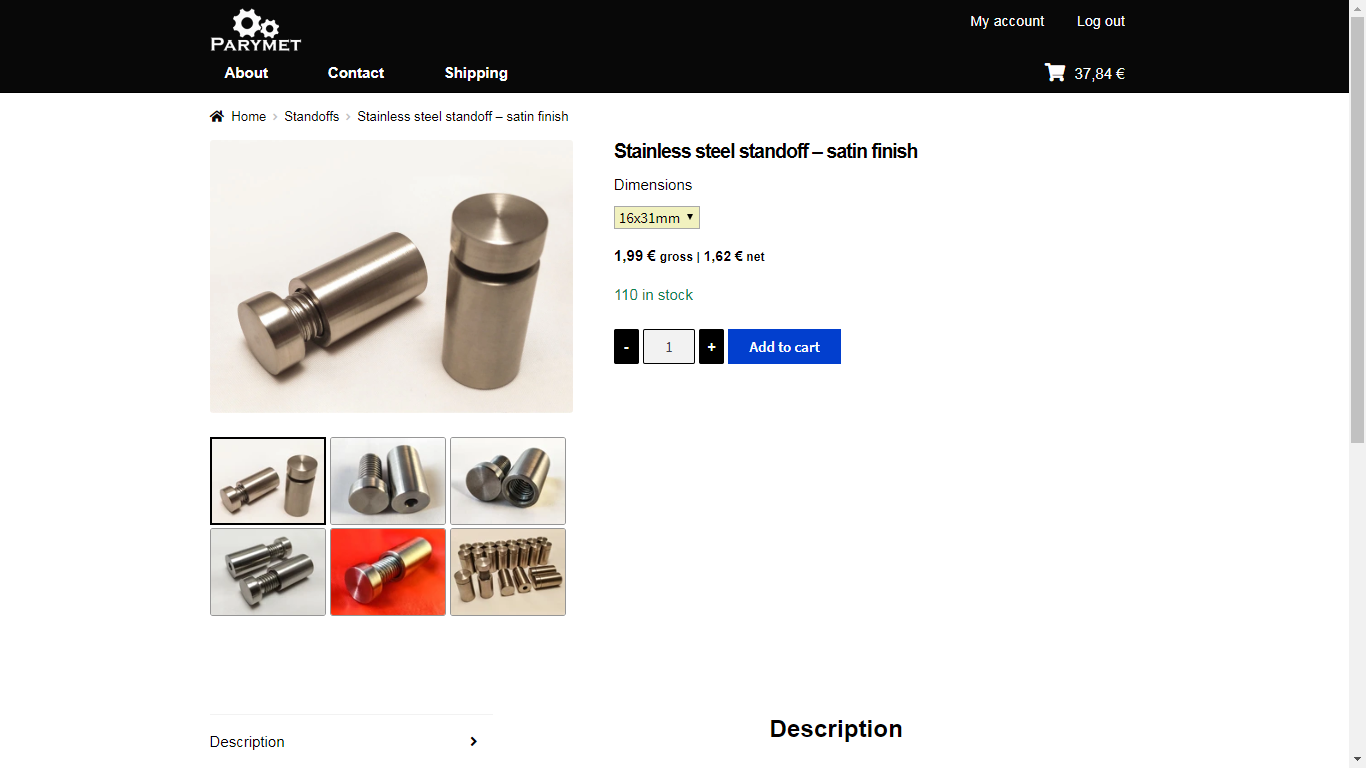 My account Log out
PARYMET
About Contact Shipping 37,84 €
Home Standoffs Stainless steel standoff – satin finish
Stainless steel standoff – satin finish
Dimensions
16x31mm
1,99 € gross | 1,62 € net
110 in stock
- 1 + Add to cart
Description
Description